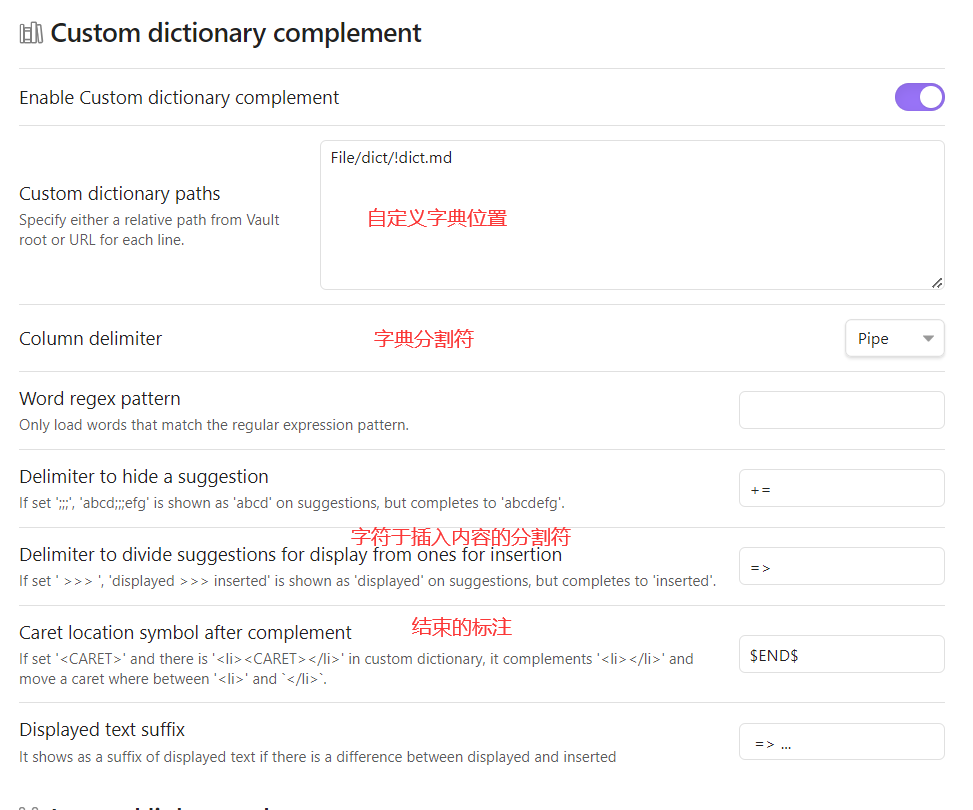 Custom dictionary complement
Enable Custom dictionary complement
File/dict/!dict.md
Custom dictionary paths
Specify either a relative path from Vault
root or URL for each line.
自定义字典位置
Column delimiter
字典分割符
Pipe
Word regex pattern
Only load words that match the regular expression pattern.
Delimiter to hide a suggestion
If set ';;;', 'abcd;;;efg' is shown as 'abcd' on suggestions, but completes to 'abcdefg'.
+=
字符于插入内容的分割符
Delimiter to divide suggestions for display from ones for insertion
If set ' >>> ', 'displayed >>> inserted' is shown as 'displayed' on suggestions, but completes to 'inserted'.
=>
结束的标注
Caret location symbol after complement
If set '<CARET>' and there is '<li><CARET></li>' in custom dictionary, it complements '<li></li>' and
move a caret where between '<li>' and `</li>`.
$END$
Displayed text suffix
It shows as a suffix of displayed text if there is a difference between displayed and inserted
=> ...